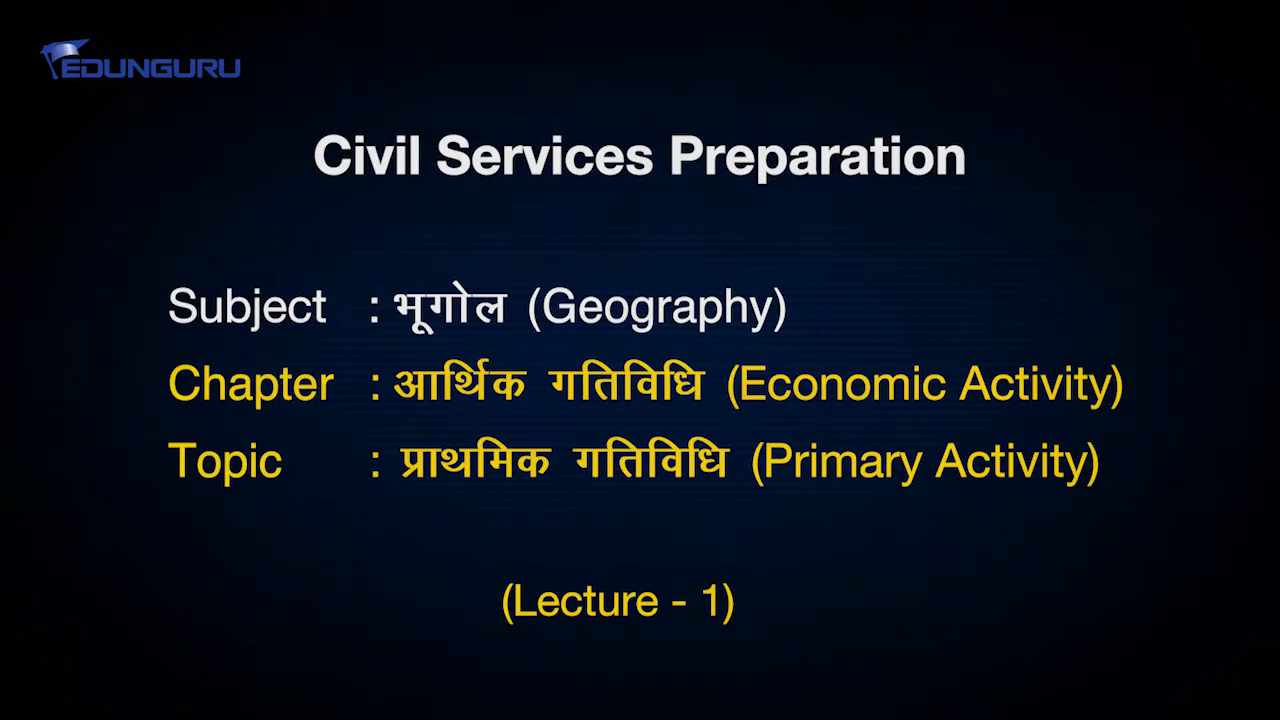 EDUNGURU
Civil Services Preparation
Subject : भूगोल (Geography)
Chapter : आर्थिक गतिविधि (Economic Activity)
Topic : प्राथमिक गतिविधि (Primary Activity)
(Lecture - 1)